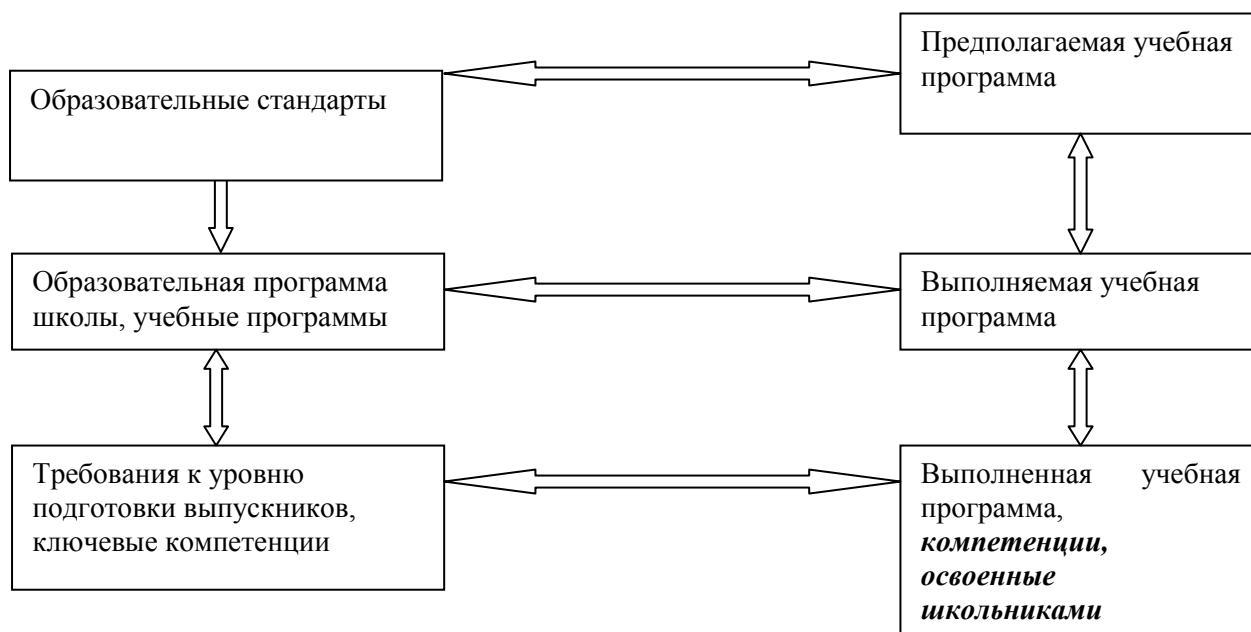 Образовательные стандарты
Предполагаемая учебная
программа
Образовательная программа
школы, учебные программы
Выполняемая учебная
программа
Требования к уровню
подготовки выпускников,
ключевые компетенции
Выполненная учебная
программа,
компетенции,
освоенные
школьниками